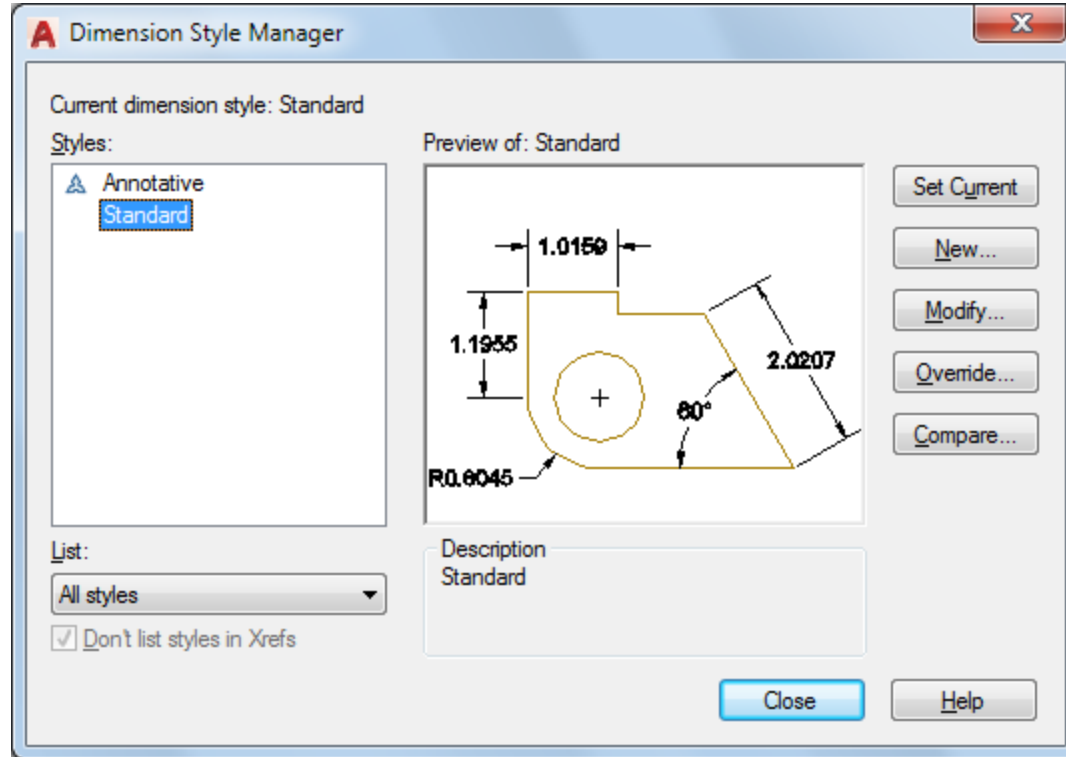 Dimension Style Manager
Current dimension style: Standard
Styles:
Annotative
Standard
Preview of: Standard
1.0159
1.1955
2.0207
60°
R0.8045
Set Current
New...
Modify...
Override...
Compare...
List:
All styles
Don't list styles in Xrefs
Description
Standard
Close
Help